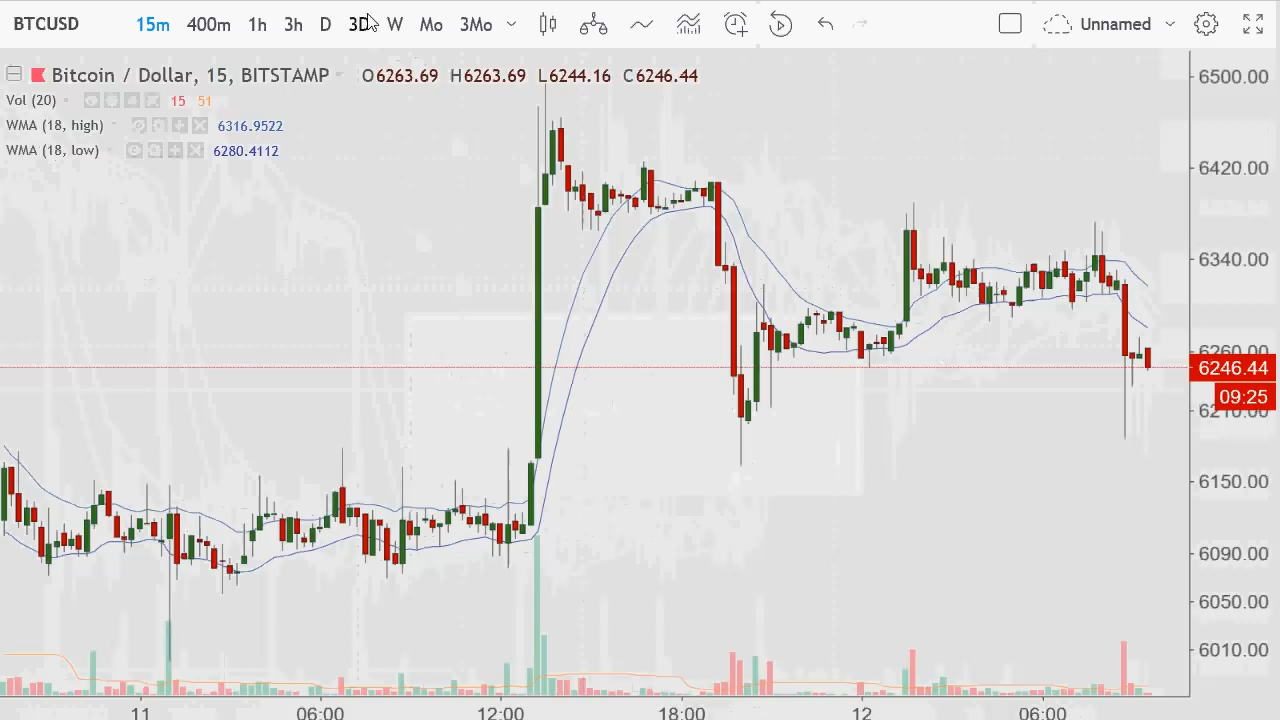 BTCUSD 15m 400m 1h 3h D 3D W Mo 3Mo Unnamed
Bitcoin / Dollar, 15, BITSTAMP O6263.69 H6263.69 L6244.16 C6246.44
Vol (20) 15 51
WMA (18, high) 6316.9522
WMA (18, low) 6280.4112
6500.00
6420.00
6340.00
6260.00
6246.44
09:25
6210.00
6150.00
6090.00
6050.00
6010.00
11 06:00 12:00 18:00 12 06:00